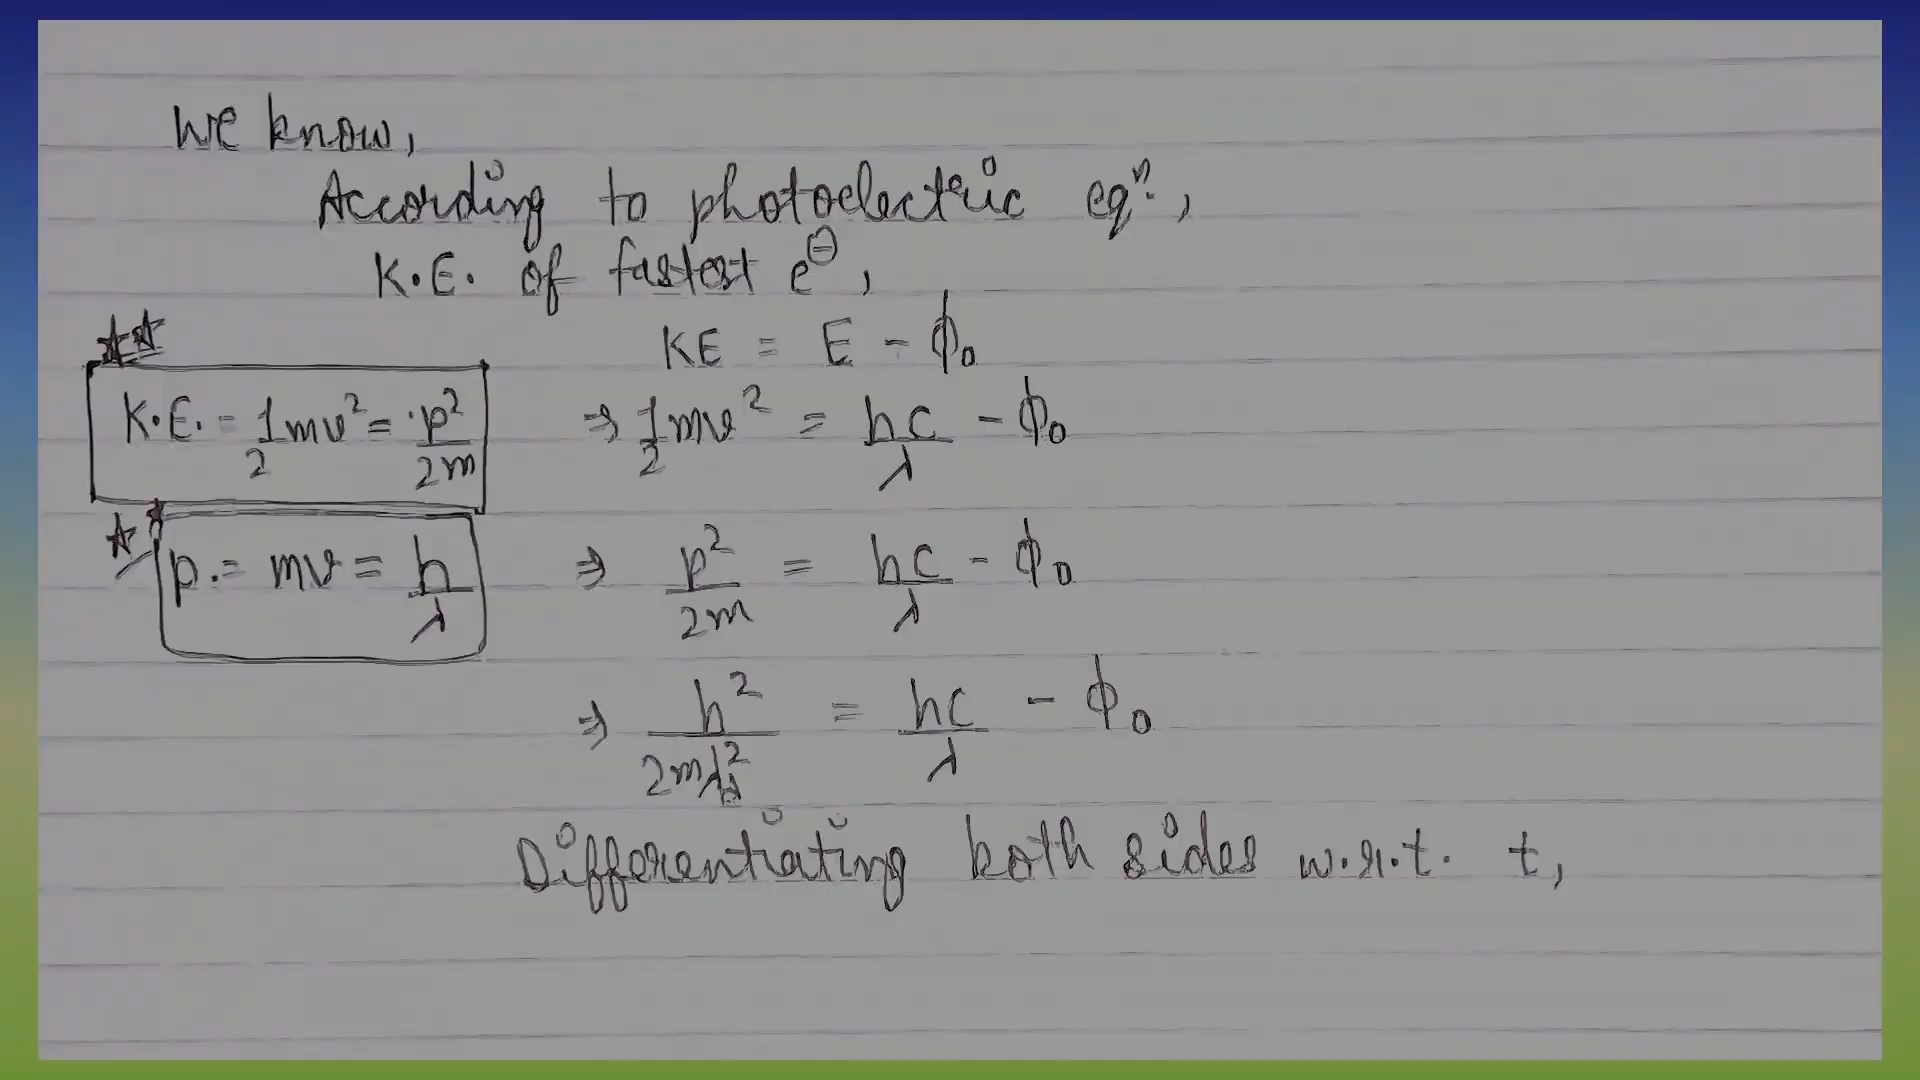 We know,
According to photoelectric eqⁿ.,
K.E. of fastest e⊖,
KE = E - ϕ₀
K.E. = 1/2 mv² = p²/2m
⇒ 1/2 mv² = hc/λ - ϕ₀
p = mv = h/λ
⇒ p²/2m = hc/λ - ϕ₀
⇒ h²/2mλd² = hc/λ - ϕ₀
Differentiating both sides w.r.t. t,